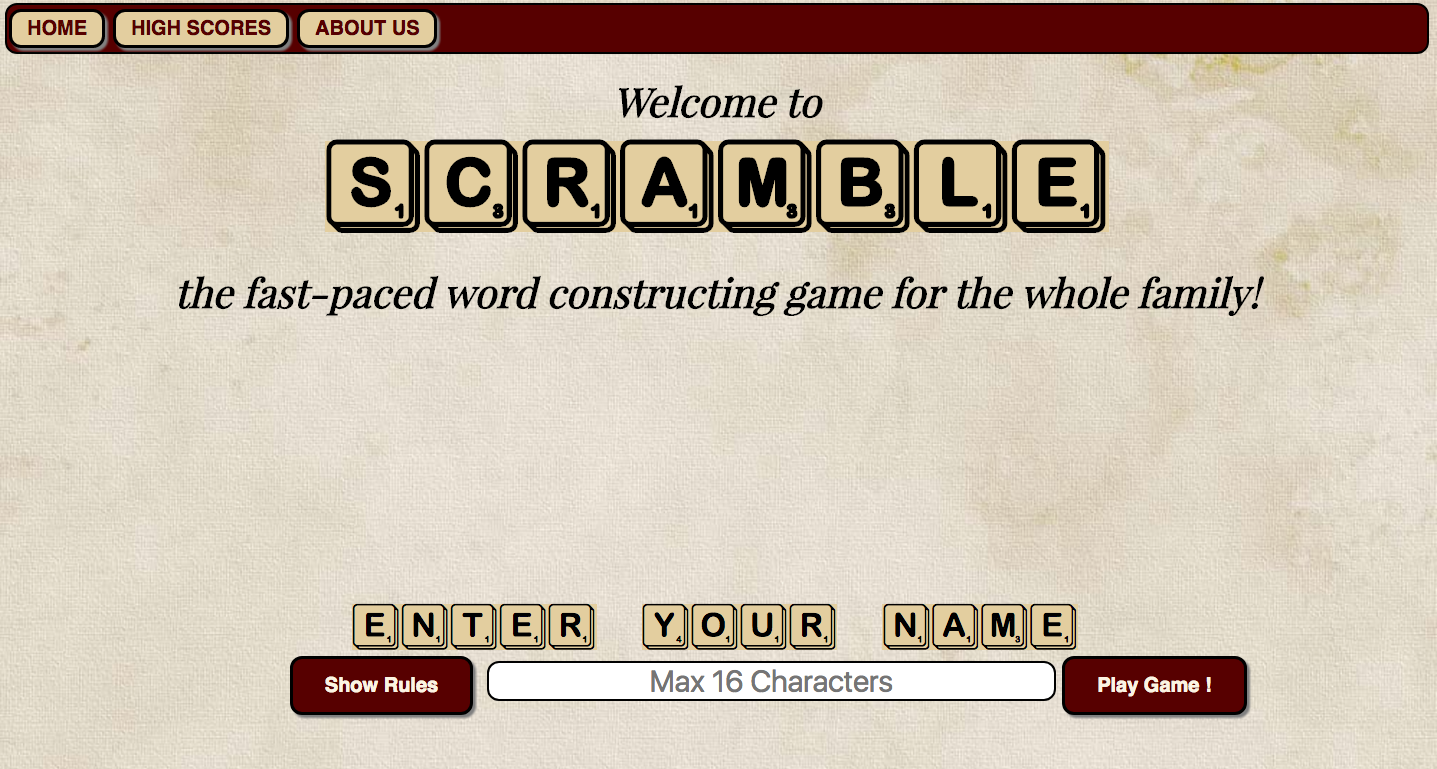 HOME HIGH SCORES ABOUT US
Welcome to
S1 C3 R1 A1 M3 B3 L1 E1
the fast-paced word constructing game for the whole family!
E1 N1 T1 E1 R1 Y4 O1 U1 R1 N1 A1 M3 E1
Show Rules Max 16 Characters Play Game !